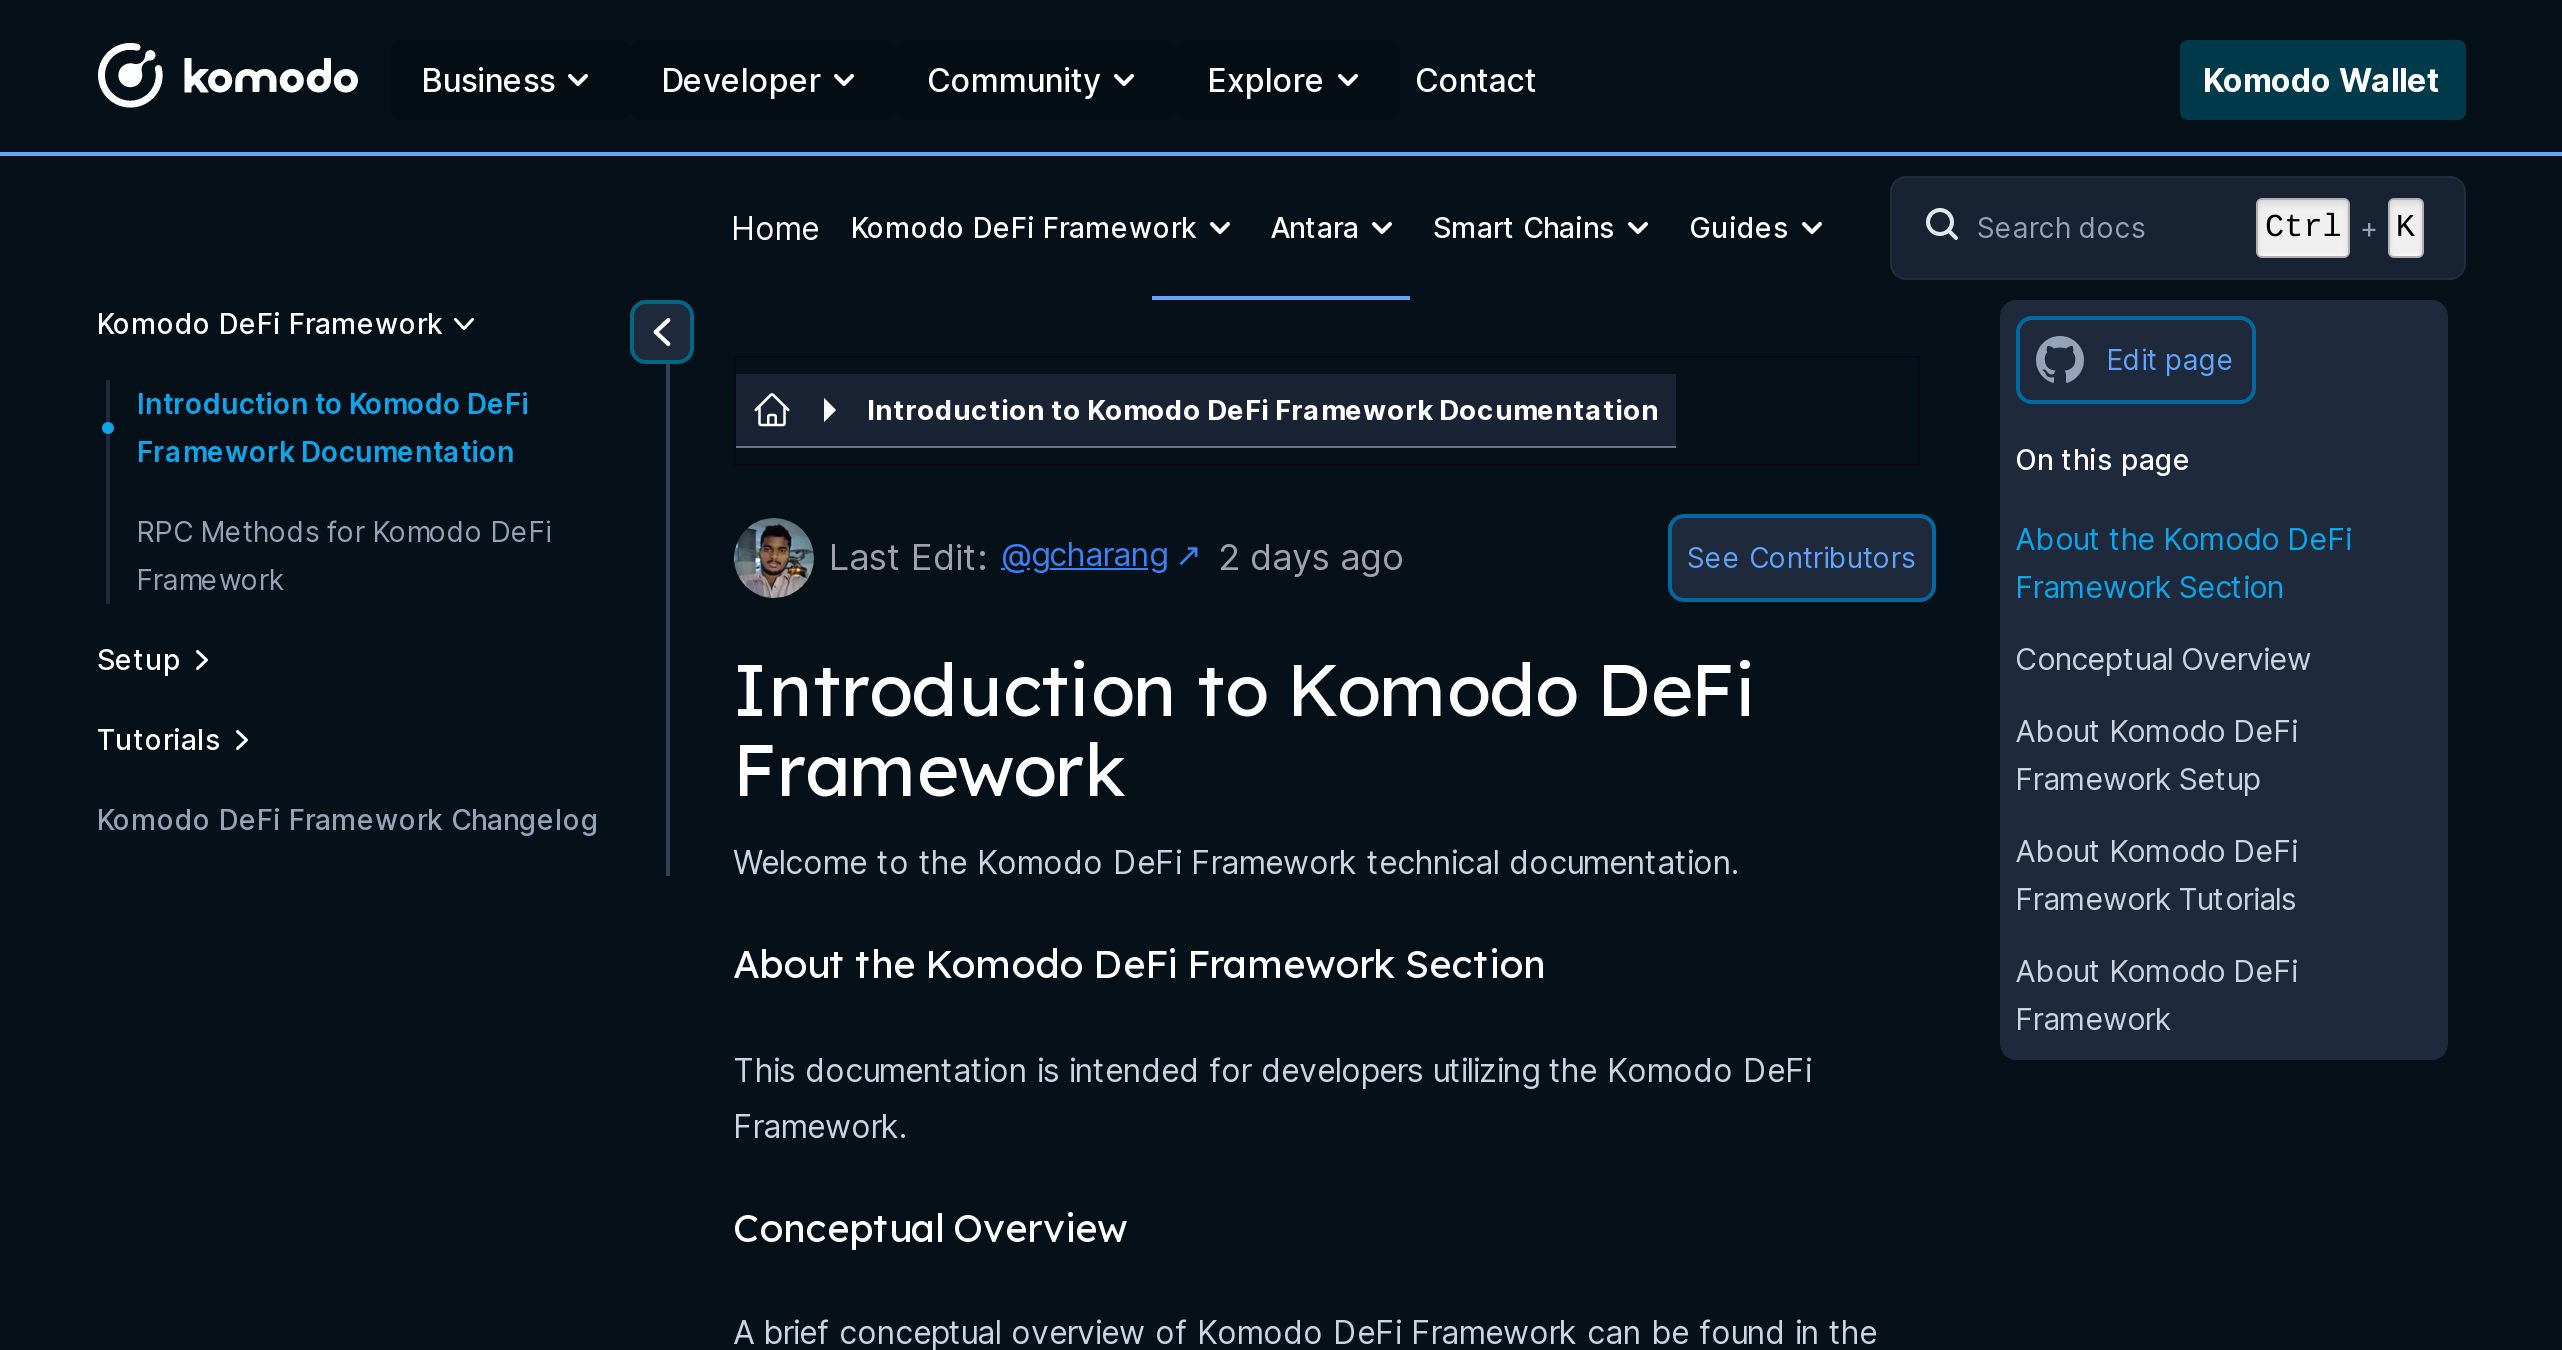 komodo
Business
Developer
Community
Explore
Contact
Komodo Wallet
Home
Komodo DeFi Framework
Antara
Smart Chains
Guides
Search docs
Ctrl + K
Komodo DeFi Framework
Introduction to Komodo DeFi
Framework Documentation
RPC Methods for Komodo DeFi
Framework
Setup
Tutorials
Komodo DeFi Framework Changelog
Introduction to Komodo DeFi Framework Documentation
Last Edit: @gcharang ↗ 2 days ago
See Contributors
Introduction to Komodo DeFi
Framework
Welcome to the Komodo DeFi Framework technical documentation.
About the Komodo DeFi Framework Section
This documentation is intended for developers utilizing the Komodo DeFi
Framework.
Conceptual Overview
A brief conceptual overview of Komodo DeFi Framework can be found in the
Edit page
On this page
About the Komodo DeFi
Framework Section
Conceptual Overview
About Komodo DeFi
Framework Setup
About Komodo DeFi
Framework Tutorials
About Komodo DeFi
Framework